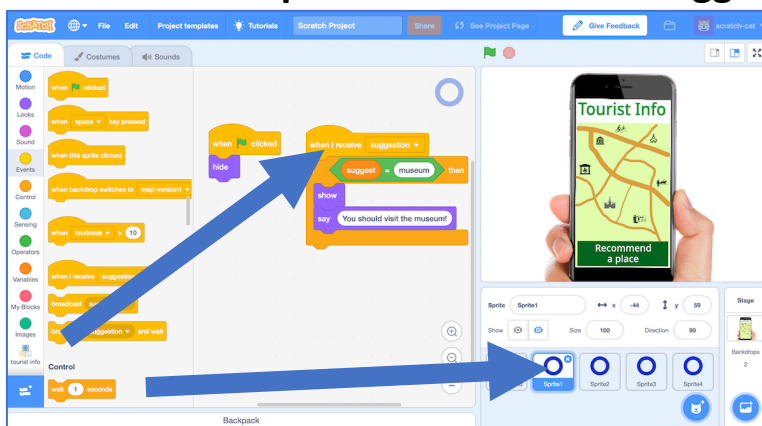 SCRATCH File Edit Project templates Tutorials Scratch Project Share See Project Page Give Feedback scratch-cat
Code Costumes Sounds
Motion
Looks
Sound
Events
Control
Sensing
Operators
Variables
My Blocks
Images
tourist info
when clicked
when space key pressed
when this sprite clicked
when backdrop switches to map-version1
when loudness > 10
when I receive
broadcast
and wait
Control
wait 1 seconds
when clicked
hide
when I receive suggestion
suggest = museum then
show
say You should visit the museum!
Backpack
Tourist Info
Recommend
a place
Sprite Sprite1 x -44 y 59
Show Size 100 Direction 90
Sprite1 Sprite2 Sprite3 Sprite4
Stage
Backdrops
2